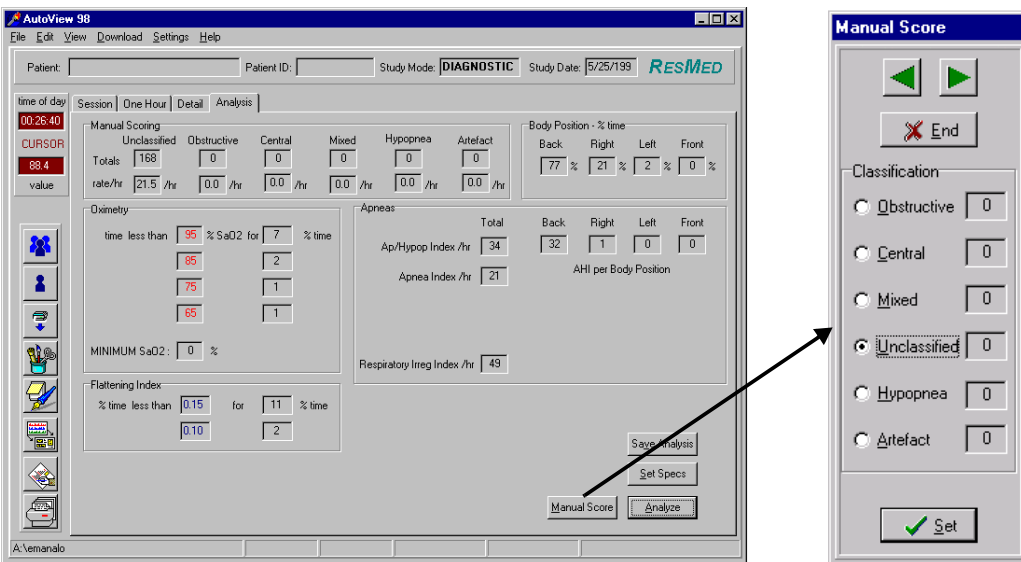 AutoView 98
File Edit View Download Settings Help
Patient: Patient ID: Study Mode: DIAGNOSTIC Study Date: 5/25/199 RESMED
time of day
00:26:40
CURSOR
88.4
value
Session One Hour Detail Analysis
Manual Scoring
Unclassified Obstructive Central Mixed Hypopnea Artefact
Totals 168 0 0 0 0 0
rate/hr 21.5 /hr 0.0 /hr 0.0 /hr 0.0 /hr 0.0 /hr 0.0 /hr
Body Position - % time
Back Right Left Front
77 % 21 % 2 % 0 %
Oximetry
time less than 95 % SaO2 for 7 % time
85 2
75 1
65 1
MINIMUM SaO2 : 0 %
Apneas
Total Back Right Left Front
Ap/Hypop Index /hr 34 32 1 0 0
Apnea Index /hr 21 AHI per Body Position
Respiratory Irreg Index /hr 49
Flattening Index
% time less than 0.15 for 11 % time
0.10 2
Save Analysis
Set Specs
Manual Score Analyze
A:\emanalo
Manual Score
End
Classification
Obstructive 0
Central 0
Mixed 0
Unclassified 0
Hypopnea 0
Artefact 0
Set